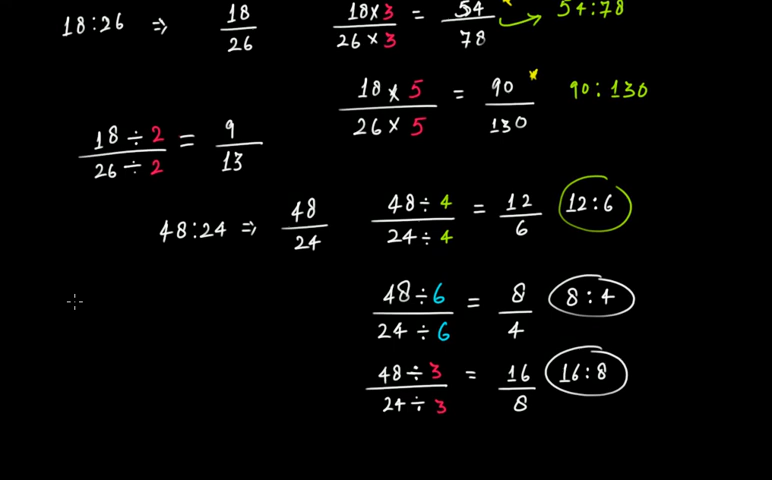 18:26 ⇒ 18/26 18×3/26×3 = 54/78 54:78
18×5/26×5 = 90/130 90:130
18÷2/26÷2 = 9/13
48:24 ⇒ 48/24 48÷4/24÷4 = 12/6 12:6
48÷6/24÷6 = 8/4 8:4
48÷3/24÷3 = 16/8 16:8